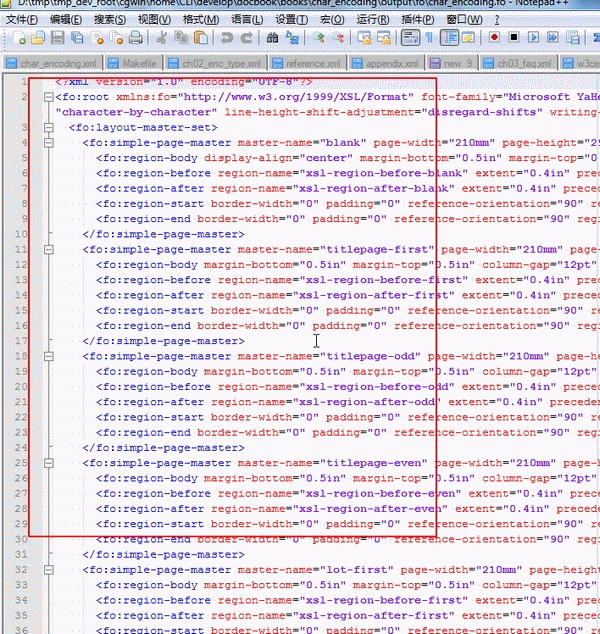 D:\tmp\tmp_dev_root\cgwin\home\CLi\develop\docbook\books\char_encoding\output\fo\char_encoding.fo - Notepad++
文件(F) 编辑(E) 搜索(S) 视图(V) 格式(M) 语言(L) 设置(T) 宏(O) 运行(R) 插件(P) 窗口(W) ?
char_encoding.xml Makefile ch02_enc_type.xml reference.xml appendix.xml new 9 ch03_faq.xml w3ce
1 <?xml version="1.0" encoding="UTF-8"?>
2 <fo:root xmlns:fo="http://www.w3.org/1999/XSL/Format" font-family="Microsoft YaHe
"character-by-character" line-height-shift-adjustment="disregard-shifts" writing-
3 <fo:layout-master-set>
4 <fo:simple-page-master master-name="blank" page-width="210mm" page-height="29
5 <fo:region-body display-align="center" margin-bottom="0.5in" margin-top="0
6 <fo:region-before region-name="xsl-region-before-blank" extent="0.4in" prec
7 <fo:region-after region-name="xsl-region-after-blank" extent="0.4in" preced
8 <fo:region-start border-width="0" padding="0" reference-orientation="90" re
9 <fo:region-end border-width="0" padding="0" reference-orientation="90" regi
10 </fo:simple-page-master>
11 <fo:simple-page-master master-name="titlepage-first" page-width="210mm" page-
12 <fo:region-body margin-bottom="0.5in" margin-top="0.5in" column-gap="12pt"
13 <fo:region-before region-name="xsl-region-before-first" extent="0.4in" prec
14 <fo:region-after region-name="xsl-region-after-first" extent="0.4in" preced
15 <fo:region-start border-width="0" padding="0" reference-orientation="90" re
16 <fo:region-end border-width="0" padding="0" reference-orientation="90" regi
17 </fo:simple-page-master>
18 <fo:simple-page-master master-name="titlepage-odd" page-width="210mm" page-he
19 <fo:region-body margin-bottom="0.5in" margin-top="0.5in" column-gap="12pt"
20 <fo:region-before region-name="xsl-region-before-odd" extent="0.4in" preced
21 <fo:region-after region-name="xsl-region-after-odd" extent="0.4in" preceden
22 <fo:region-start border-width="0" padding="0" reference-orientation="90" re
23 <fo:region-end border-width="0" padding="0" reference-orientation="90" regi
24 </fo:simple-page-master>
25 <fo:simple-page-master master-name="titlepage-even" page-width="210mm" page-h
26 <fo:region-body margin-bottom="0.5in" margin-top="0.5in" column-gap="12pt"
27 <fo:region-before region-name="xsl-region-before-even" extent="0.4in" prece
28 <fo:region-after region-name="xsl-region-after-even" extent="0.4in" precede
29 <fo:region-start border-width="0" padding="0" reference-orientation="90" re
30 <fo:region-end border-width="0" padding="0" reference-orientation="90" regi
31 </fo:simple-page-master>
32 <fo:simple-page-master master-name="lot-first" page-width="210mm" page-height
33 <fo:region-body margin-bottom="0.5in" margin-top="0.5in" column-gap="12pt"
34 <fo:region-before region-name="xsl-region-before-first" extent="0.4in" prec
35 <fo:region-after region-name="xsl-region-after-first" extent="0.4in" preced
36 <fo:region-start border-width="0" padding="0" reference-orientation="90" re